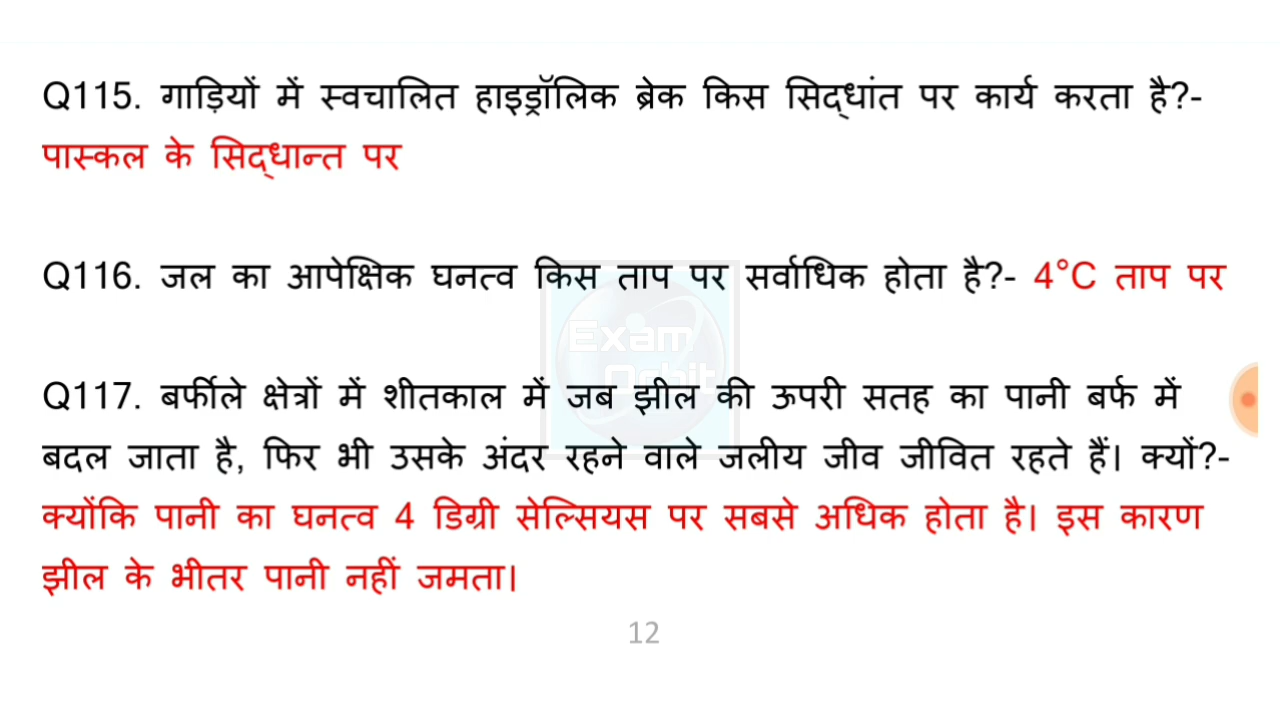 Q115. गाड़ियों में स्वचालित हाइड्रॉलिक ब्रेक किस सिद्धांत पर कार्य करता है?-
पास्कल के सिद्धान्त पर
Q116. जल का आपेक्षिक घनत्व किस ताप पर सर्वाधिक होता है?- 4°C ताप पर
Exam
Orbit
Q117. बर्फीले क्षेत्रों में शीतकाल में जब झील की ऊपरी सतह का पानी बर्फ में
बदल जाता है, फिर भी उसके अंदर रहने वाले जलीय जीव जीवित रहते हैं। क्यों?-
क्योंकि पानी का घनत्व 4 डिग्री सेल्सियस पर सबसे अधिक होता है। इस कारण
झील के भीतर पानी नहीं जमता।
12